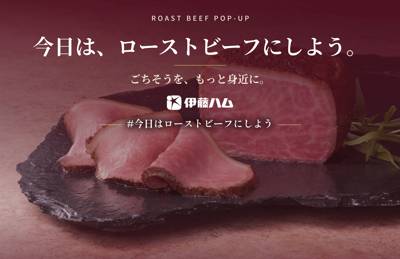 ROAST BEEF POP-UP
今日は、ローストビーフにしよう。
ごちそうを、もっと身近に。
伊藤ハム
#今日はローストビーフにしよう